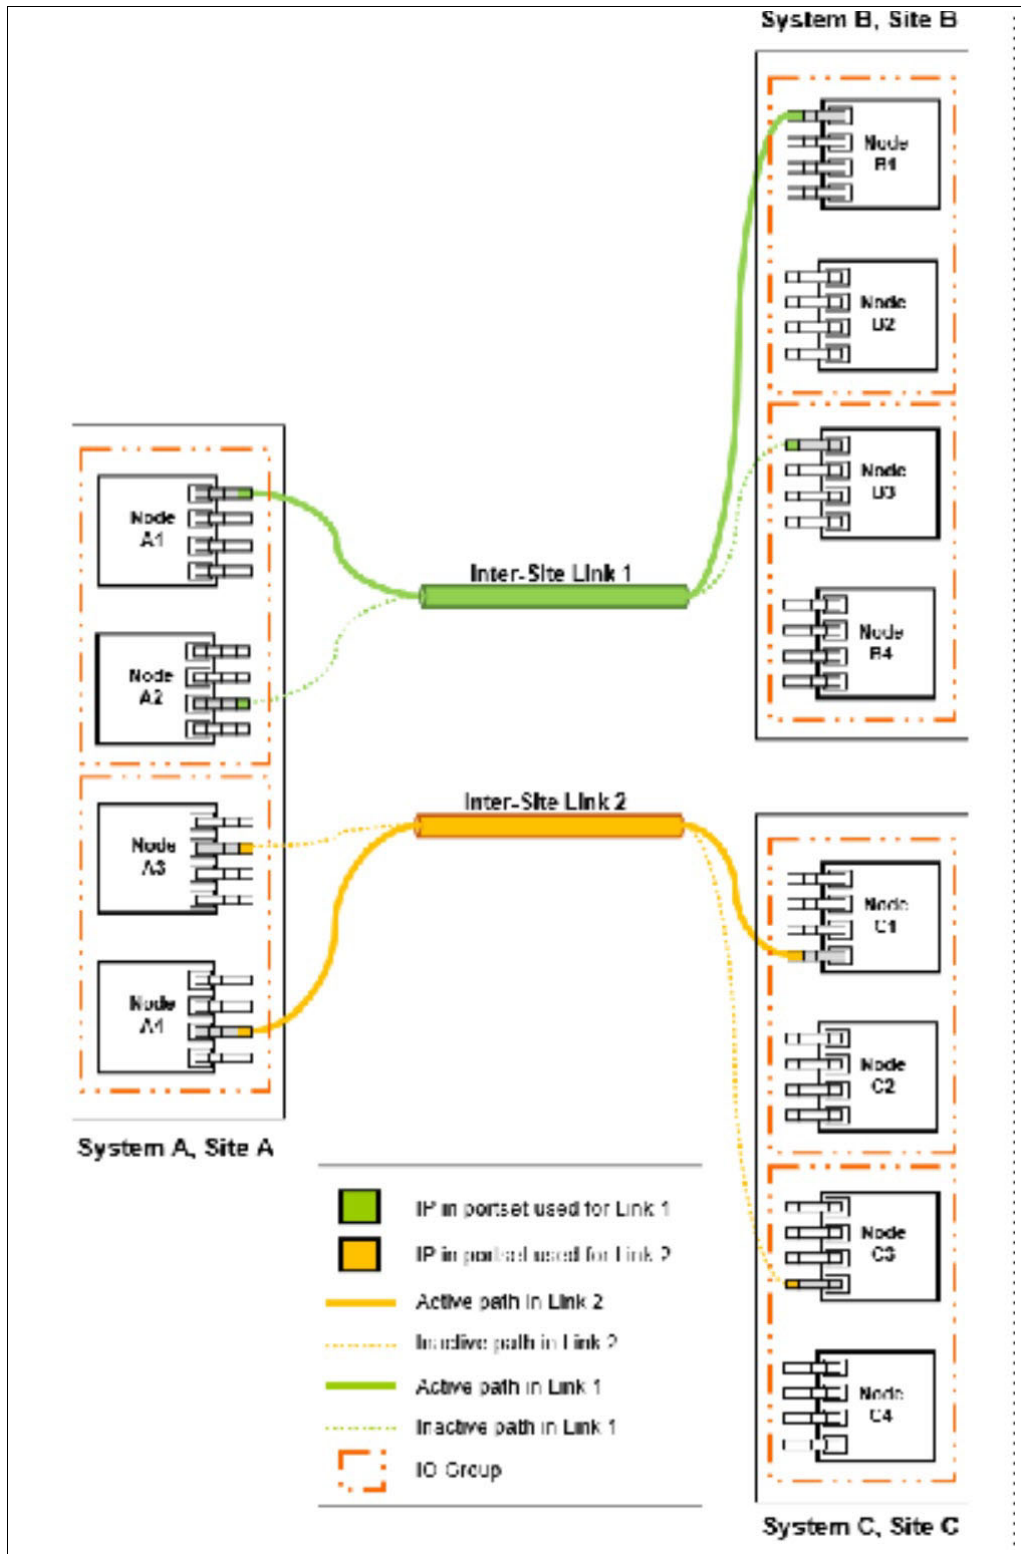 System B, Site B
Node
B1
Node
B2
Node
B3
Node
B4
Node
A1
Node
A2
Node
A3
Node
A4
System A, Site A
Inter-Site Link 1
Inter-Site Link 2
Node
C1
Node
C2
Node
C3
Node
C4
System C, Site C
IP in portset used for Link 1
IP in portset used for Link 2
Active path in Link 2
Inactive path in Link 2
Active path in Link 1
Inactive path in Link 1
IO Group